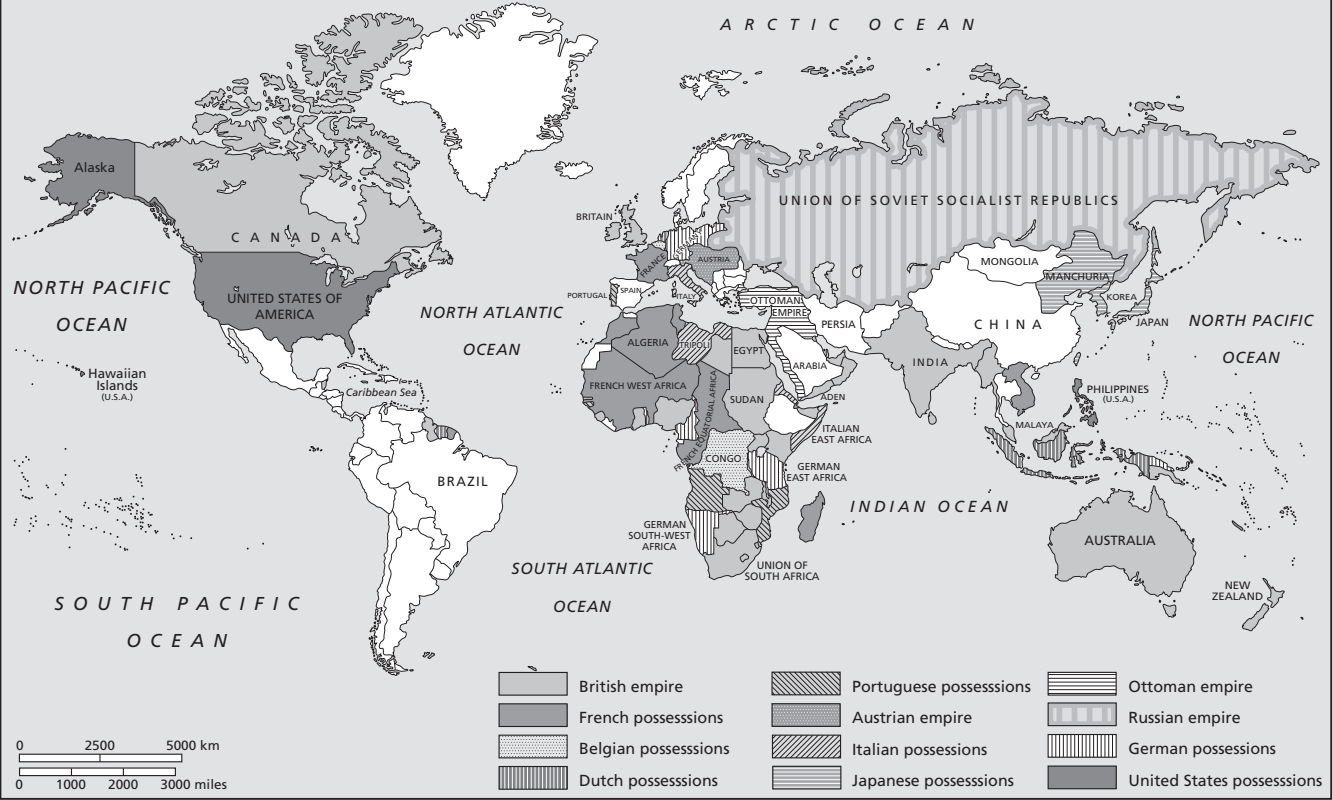 ARCTIC OCEAN
Alaska
UNION OF SOVIET SOCIALIST REPUBLICS
BRITAIN
CANADA
FRANCE
AUSTRIA
MONGOLIA
MANCHURIA
NORTH PACIFIC
OCEAN
UNITED STATES OF
AMERICA
NORTH ATLANTIC
OCEAN
PORTUGAL
SPAIN
ITALY
OTTOMAN
EMPIRE
PERSIA
CHINA
KOREA
JAPAN
NORTH PACIFIC
OCEAN
ALGERIA
TRIPOLI
EGYPT
ARABIA
INDIA
Hawaiian
Islands
(U.S.A.)
Caribbean Sea
FRENCH WEST AFRICA
FRENCH EQUATORIAL AFRICA
SUDAN
ADEN
PHILIPPINES
(U.S.A.)
MALAYA
ITALIAN
EAST AFRICA
CONGO
GERMAN
EAST AFRICA
BRAZIL
INDIAN OCEAN
GERMAN
SOUTH-WEST
AFRICA
UNION OF
SOUTH AFRICA
AUSTRALIA
NEW
ZEALAND
SOUTH ATLANTIC
OCEAN
SOUTH PACIFIC
OCEAN
British empire
French possesssions
Belgian possesssions
Dutch possesssions
Portuguese possesssions
Austrian empire
Italian possessions
Japanese possesssions
Ottoman empire
Russian empire
German possessions
United States possesssions
0 2500 5000 km
0 1000 2000 3000 miles